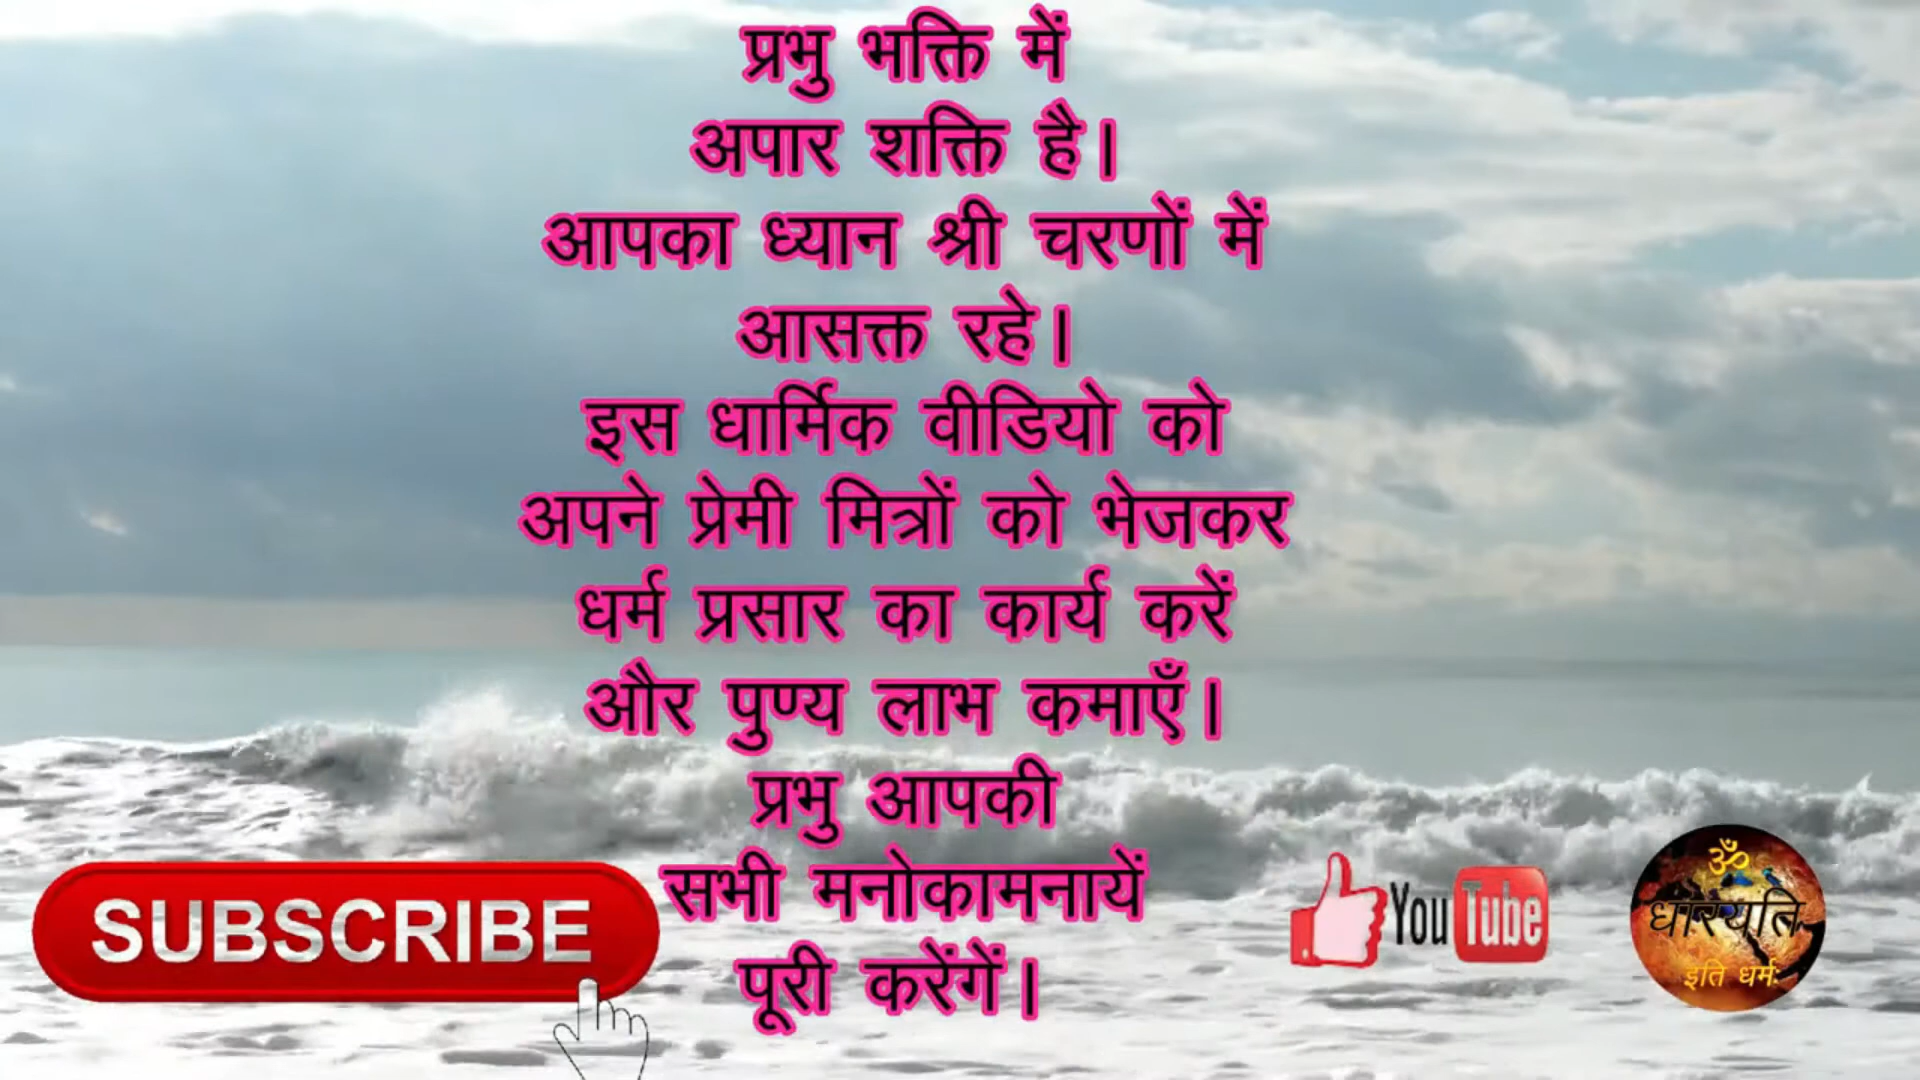 प्रभु भक्ति में
अपार शक्ति है।
आपका ध्यान श्री चरणों में
आसक्त रहे।
इस धार्मिक वीडियो को
अपने प्रेमी मित्रों को भेजकर
धर्म प्रसार का कार्य करें
और पुण्य लाभ कमाएँ।
प्रभु आपकी
सभी मनोकामनायें
पूरी करेंगें।
SUBSCRIBE
YouTube
ॐ
धारयति
इति धर्मः